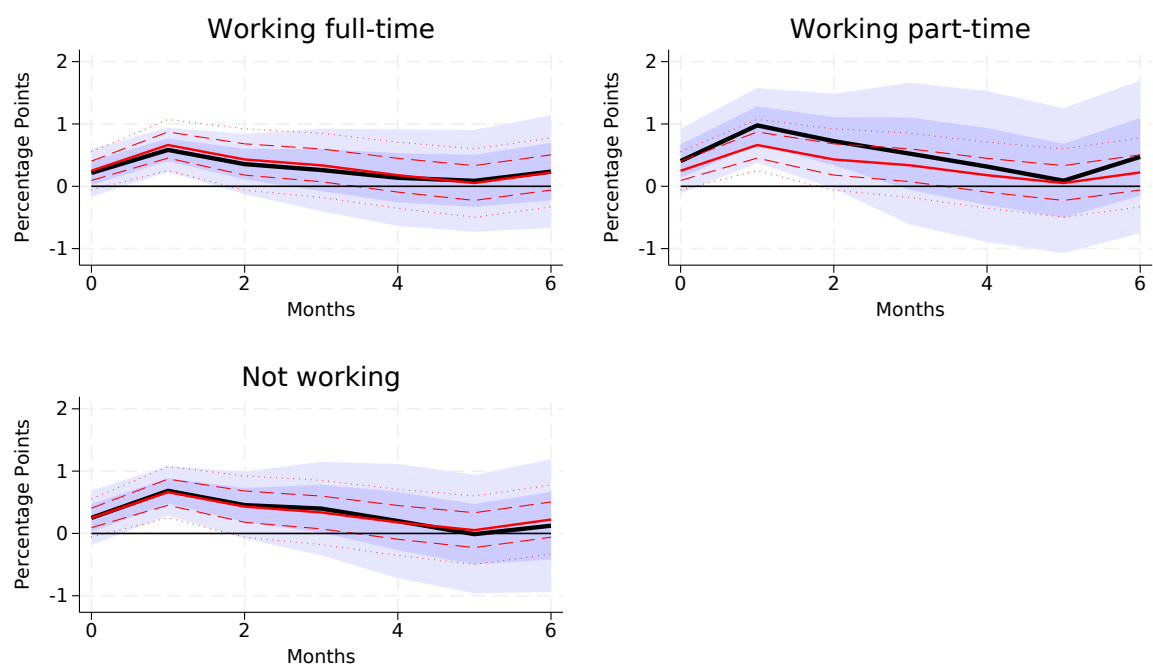 Working full-time
Percentage Points
2
1
0
-1
0 2 4 6
Months
Working part-time
Percentage Points
2
1
0
-1
0 2 4 6
Months
Not working
Percentage Points
2
1
0
-1
0 2 4 6
Months